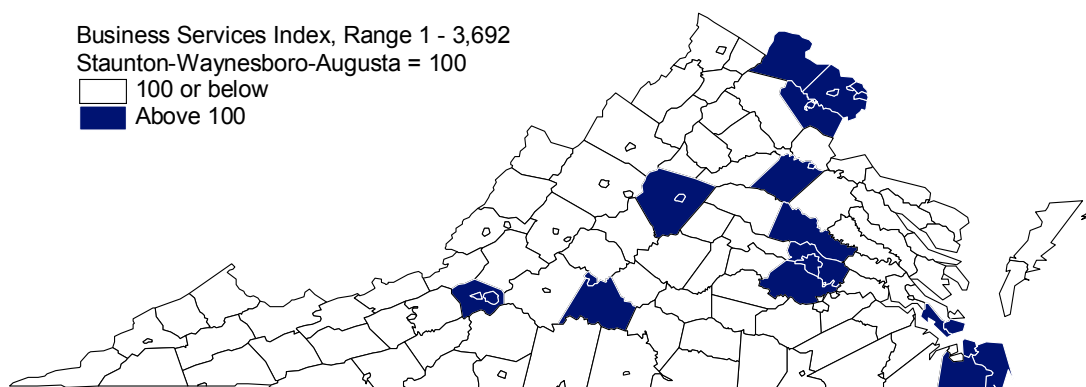 Business Services Index, Range 1 - 3,692
Staunton-Waynesboro-Augusta = 100
100 or below
Above 100